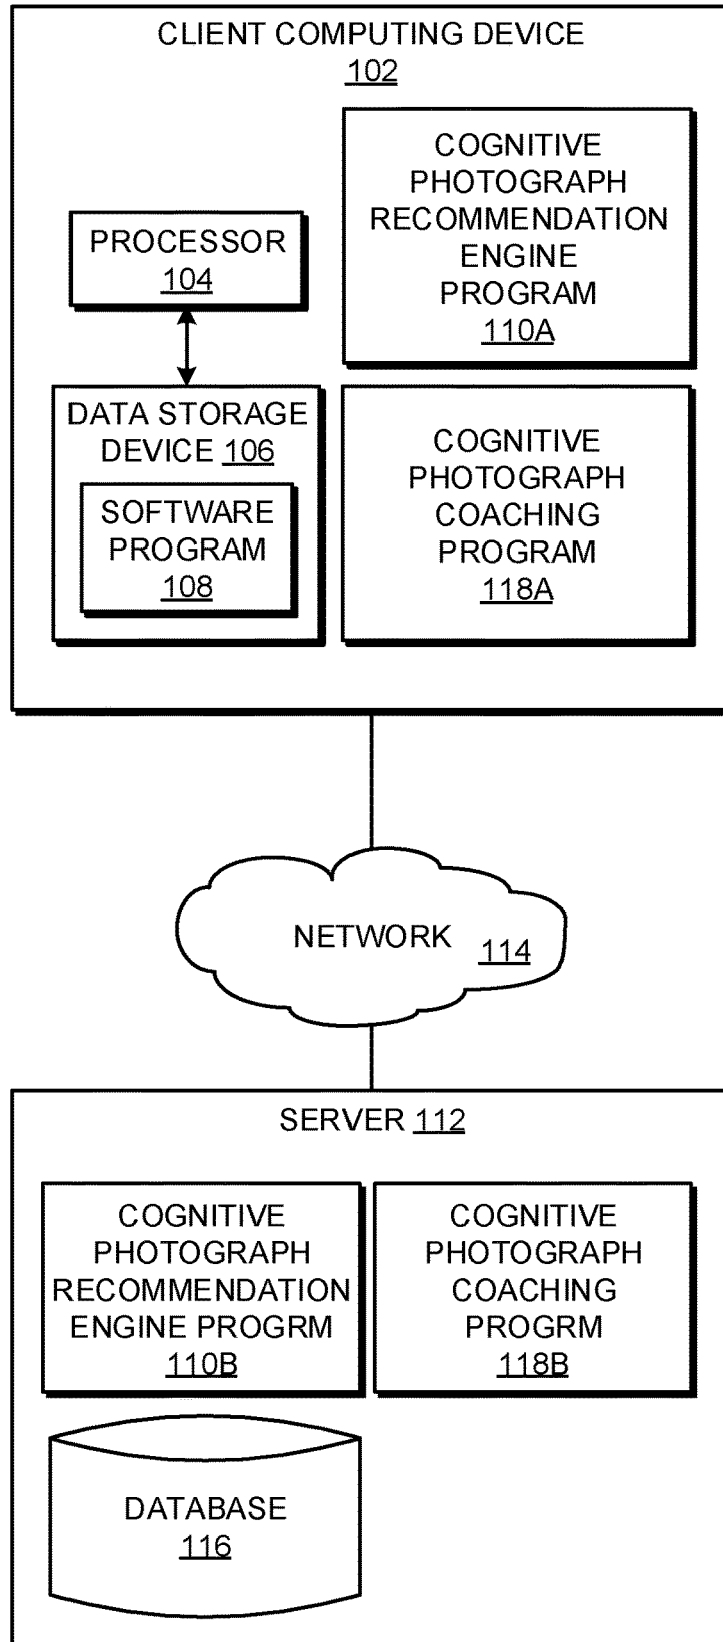 CLIENT COMPUTING DEVICE
102
COGNITIVE
PHOTOGRAPH
RECOMMENDATION
ENGINE
PROGRAM
110A
PROCESSOR
104
DATA STORAGE
DEVICE 106
SOFTWARE
PROGRAM
108
COGNITIVE
PHOTOGRAPH
COACHING
PROGRAM
118A
NETWORK 114
SERVER 112
COGNITIVE
PHOTOGRAPH
RECOMMENDATION
ENGINE PROGRM
110B
COGNITIVE
PHOTOGRAPH
COACHING
PROGRM
118B
DATABASE
116